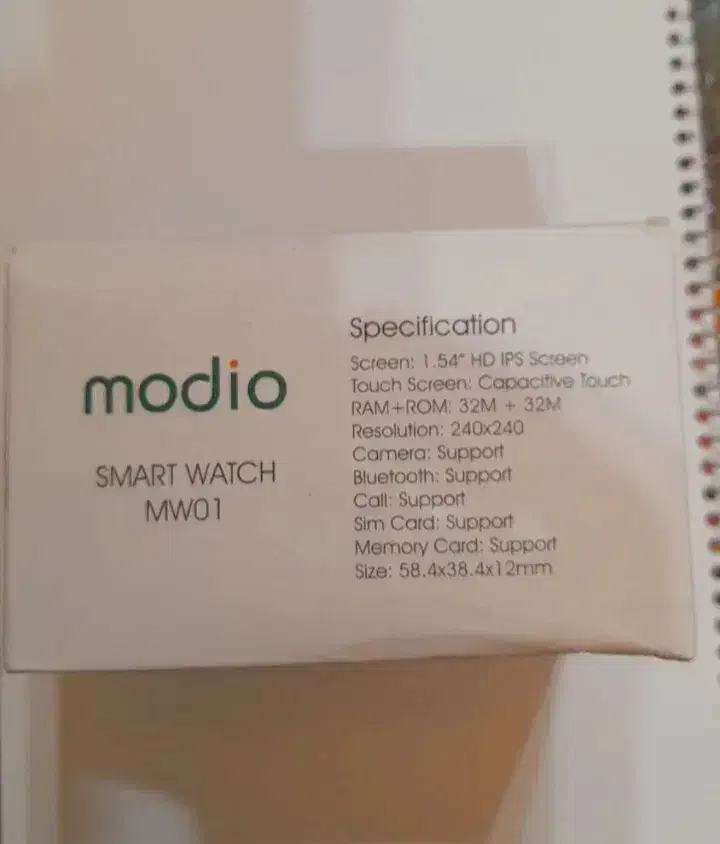 modio
SMART WATCH
MW01
Specification
Screen: 1.54" HD IPS Screen
Touch Screen: Capacitive Touch
RAM+ROM: 32M + 32M
Resolution: 240x240
Camera: Support
Bluetooth: Support
Call: Support
Sim Card: Support
Memory Card: Support
Size: 58.4x38.4x12mm